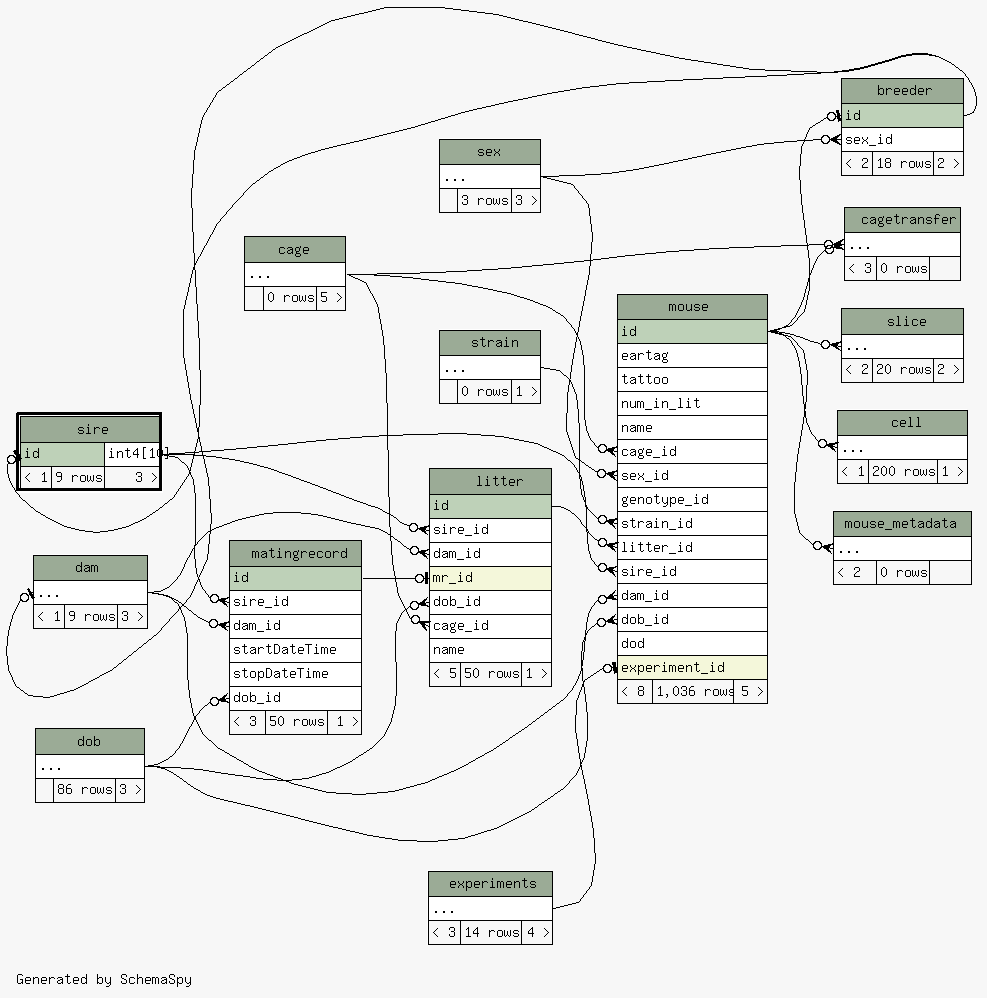 breeder
id
sex_id
< 2 18 rows 2 >
sex
...
3 rows 3 >
cagetransfer
...
< 3 0 rows
cage
...
0 rows 5 >
mouse
id
eartag
tattoo
num_in_lit
name
cage_id
sex_id
genotype_id
strain_id
litter_id
sire_id
dam_id
dob_id
dod
experiment_id
< 8 1,036 rows 5 >
slice
...
< 2 20 rows 2 >
strain
...
0 rows 1 >
cell
...
< 1 200 rows 1 >
sire
id int4[10]
< 1 9 rows 3 >
litter
id
sire_id
dam_id
mr_id
dob_id
cage_id
name
< 5 50 rows 1 >
mouse_metadata
...
< 2 0 rows
matingrecord
id
sire_id
dam_id
startDateTime
stopDateTime
dob_id
< 3 50 rows 1 >
dam
...
< 1 9 rows 3 >
dob
...
86 rows 3 >
experiments
...
< 3 14 rows 4 >
Generated by SchemaSpy